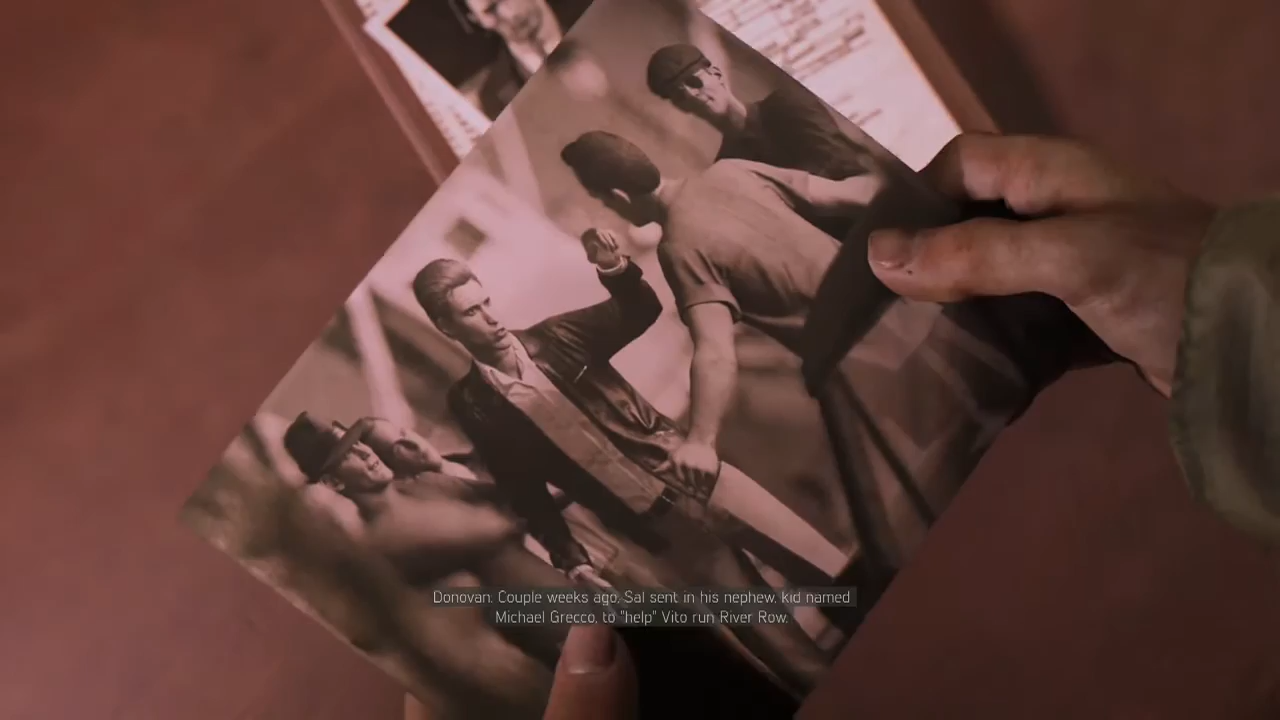 Donovan: Couple weeks ago, Sal sent in his nephew, kid named
Michael Grecco, to "help" Vito run River Row.